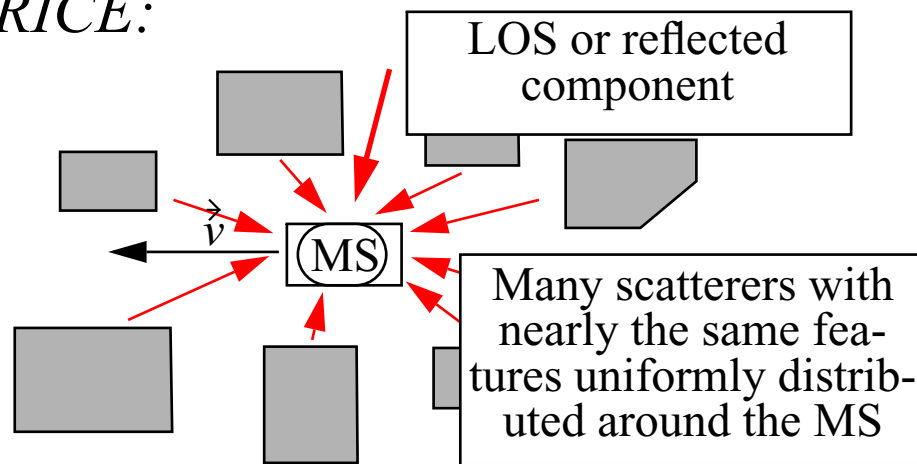 RICE:
LOS or reflected
component
v
MS
Many scatterers with
nearly the same fea-
tures uniformly distrib-
uted around the MS